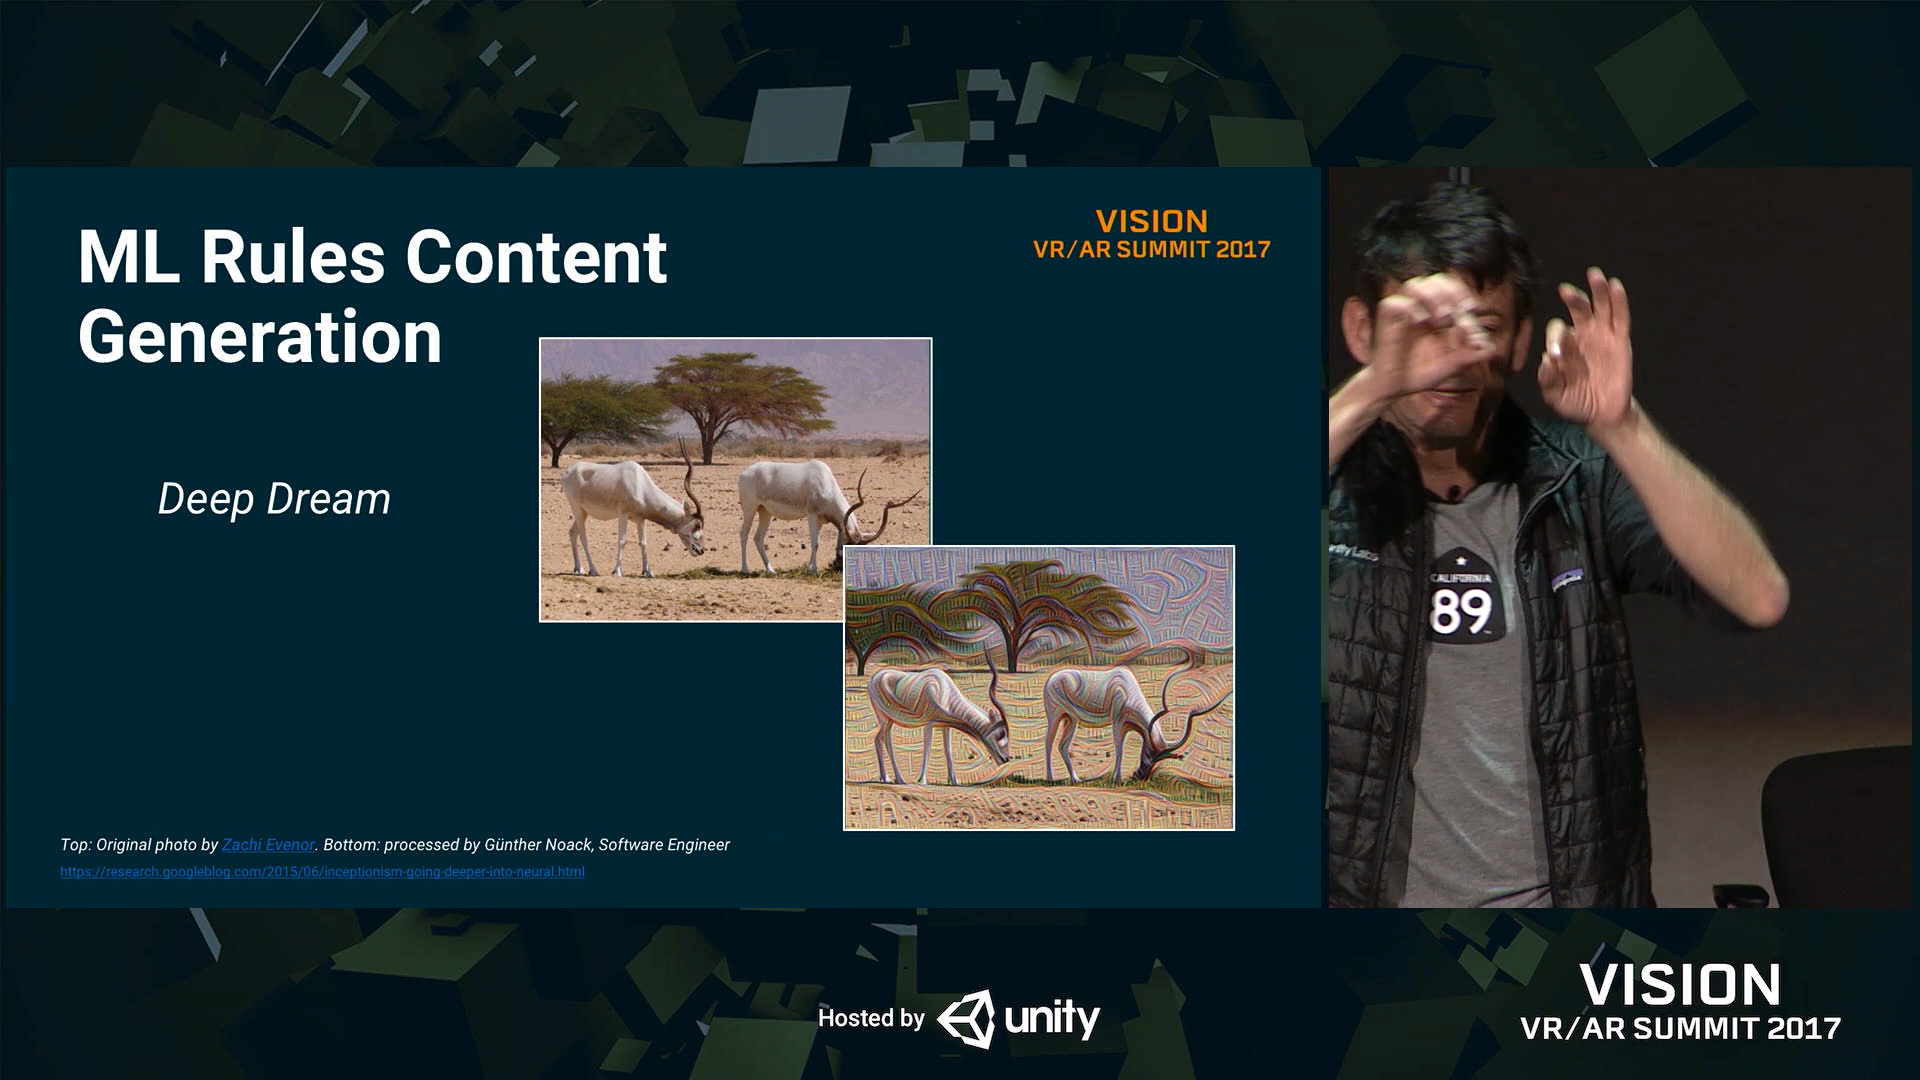 ML Rules Content
Generation
VISION
VR/AR SUMMIT 2017
Deep Dream
Top: Original photo by Zachi Evenor. Bottom: processed by Günther Noack, Software Engineer
https://research.googleblog.com/2015/06/inceptionism-going-deeper-into-neural.html
CALIFORNIA
89
Hosted by unity
VISION
VR/AR SUMMIT 2017